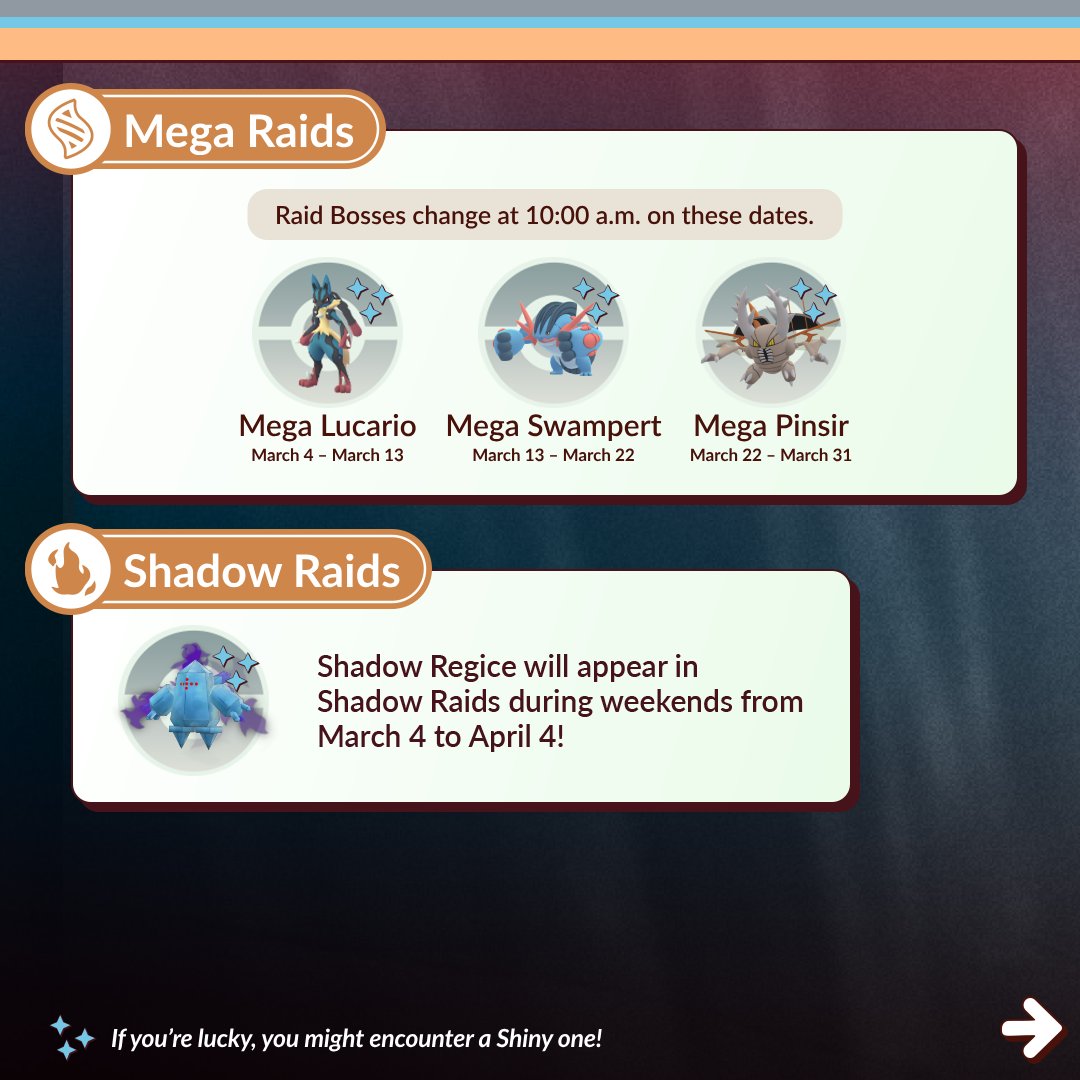 Mega Raids
Raid Bosses change at 10:00 a.m. on these dates.
Mega Lucario
March 4 – March 13
Mega Swampert
March 13 – March 22
Mega Pinsir
March 22 – March 31
Shadow Raids
Shadow Regice will appear in
Shadow Raids during weekends from
March 4 to April 4!
If you’re lucky, you might encounter a Shiny one!